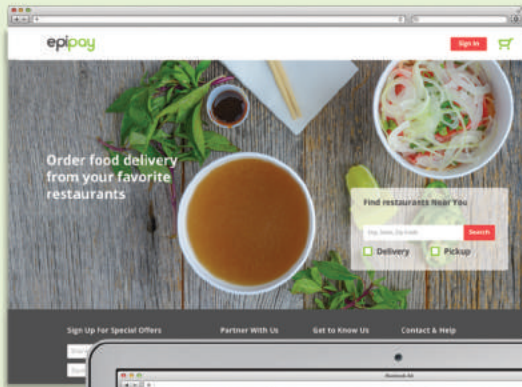 epipay
Sign In
Order food delivery
from your favorite
restaurants
Find restaurants Near You
Search
Delivery
Pickup
Sign Up For Special Offers
Partner With Us
Get to Know Us
Contact & Help